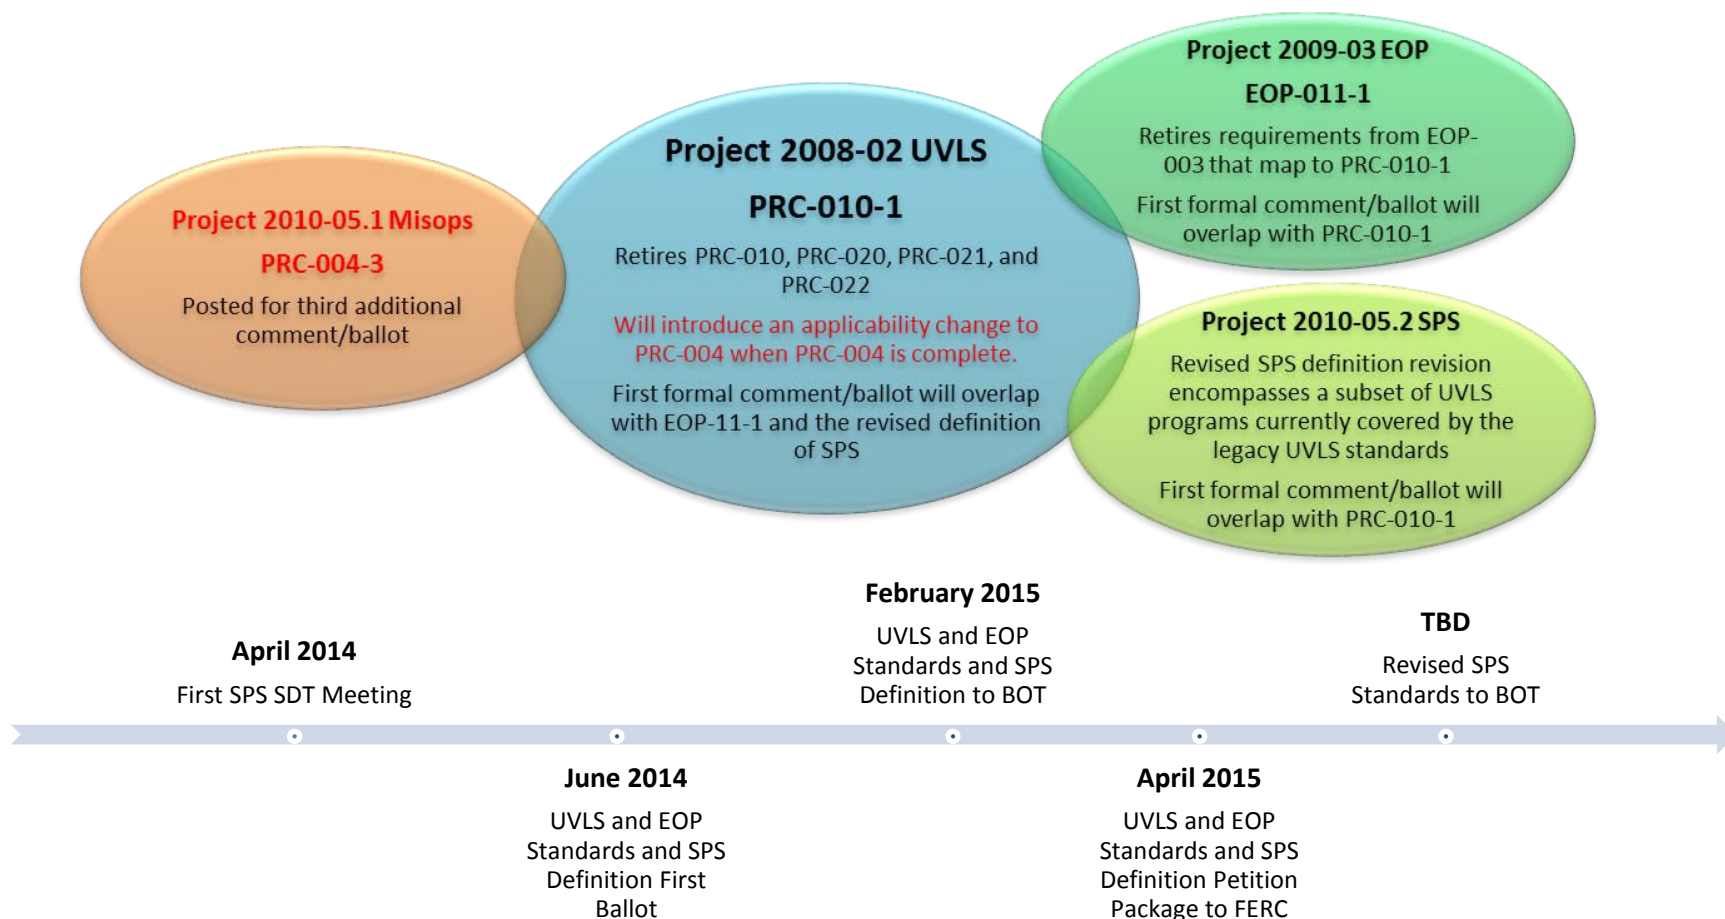 Project 2010-05.1 Misops
PRC-004-3
Posted for third additional
comment/ballot
Project 2008-02 UVLS
PRC-010-1
Retires PRC-010, PRC-020, PRC-021, and
PRC-022
Will introduce an applicability change to
PRC-004 when PRC-004 is complete.
First formal comment/ballot will overlap
with EOP-11-1 and the revised definition
of SPS
Project 2009-03 EOP
EOP-011-1
Retires requirements from EOP-
003 that map to PRC-010-1
First formal comment/ballot will
overlap with PRC-010-1
Project 2010-05.2 SPS
Revised SPS definition revision
encompasses a subset of UVLS
programs currently covered by the
legacy UVLS standards
First formal comment/ballot will
overlap with PRC-010-1
April 2014
First SPS SDT Meeting
June 2014
UVLS and EOP
Standards and SPS
Definition First
Ballot
February 2015
UVLS and EOP
Standards and SPS
Definition to BOT
April 2015
UVLS and EOP
Standards and SPS
Definition Petition
Package to FERC
TBD
Revised SPS
Standards to BOT